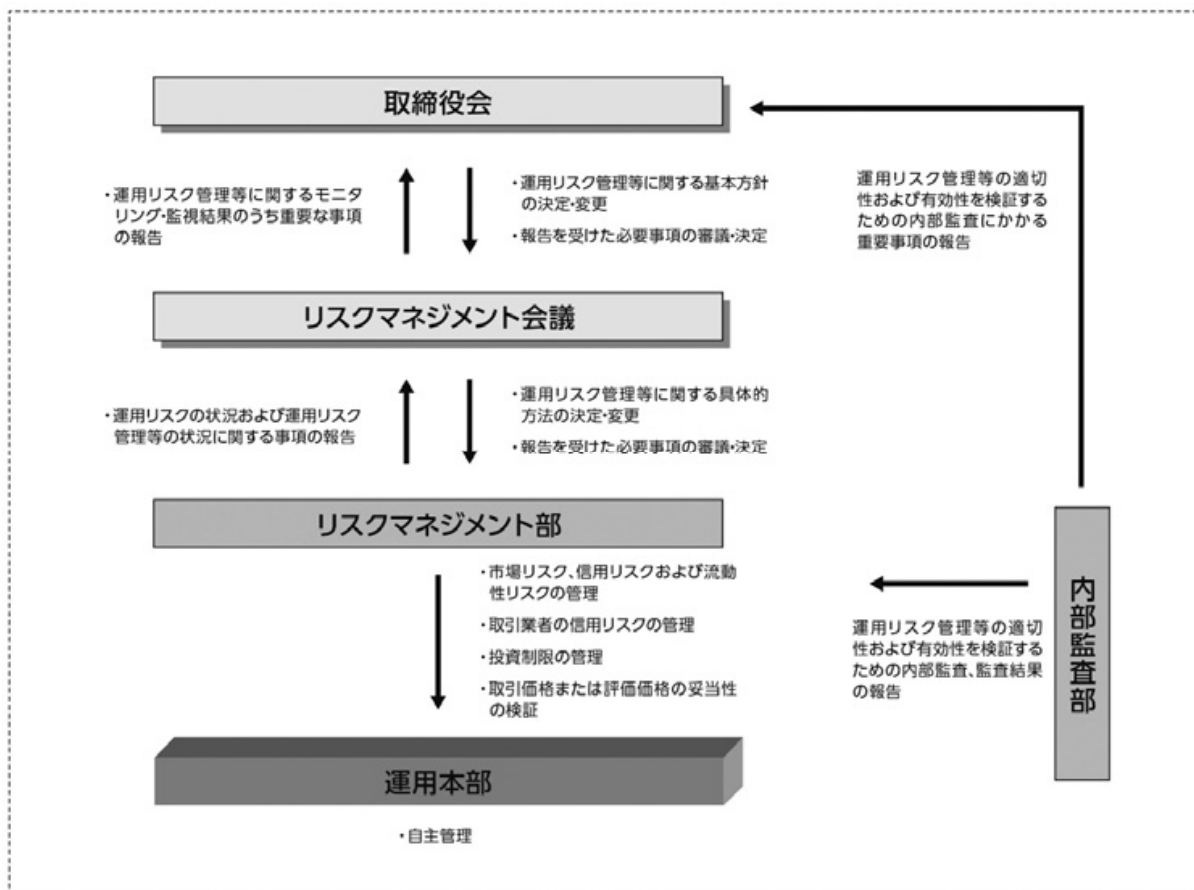 取締役会
・運用リスク管理等に関するモニタ
リング・監視結果のうち重要な事項
の報告
・運用リスク管理等に関する基本方針
の決定・変更
・報告を受けた必要事項の審議・決定
運用リスク管理等の適切
性および有効性を検証す
るための内部監査にかかる
重要事項の報告
リスクマネジメント会議
・運用リスクの状況および運用リスク
管理等の状況に関する事項の報告
・運用リスク管理等に関する具体的
方法の決定・変更
・報告を受けた必要事項の審議・決定
リスクマネジメント部
・市場リスク、信用リスクおよび流動
性リスクの管理
・取引業者の信用リスクの管理
・投資制限の管理
・取引価格または評価価格の妥当性
の検証
運用リスク管理等の適切
性および有効性を検証する
ための内部監査、監査結果
の報告
内部監査部
運用本部
・自主管理